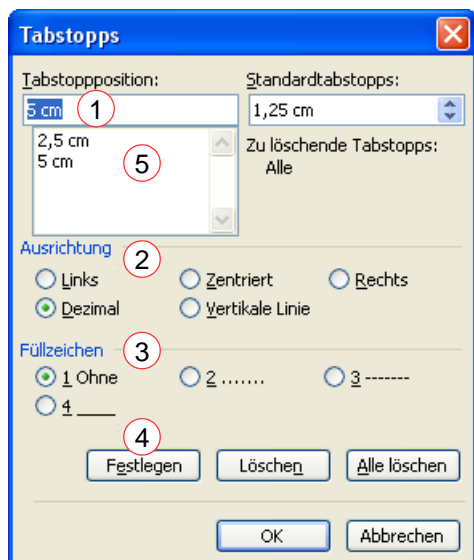 Tabstopps
Tabstoppposition: Standardtabstopps:
5 cm 1 1,25 cm
2,5 cm Zu löschende Tabstopps:
5 cm 5 Alle
Ausrichtung 2
Links Zentriert Rechts
Dezimal Vertikale Linie
Füllzeichen 3
1 Ohne 2 ....... 3 -------
4 ____
4
Festlegen Löschen Alle löschen
OK Abbrechen